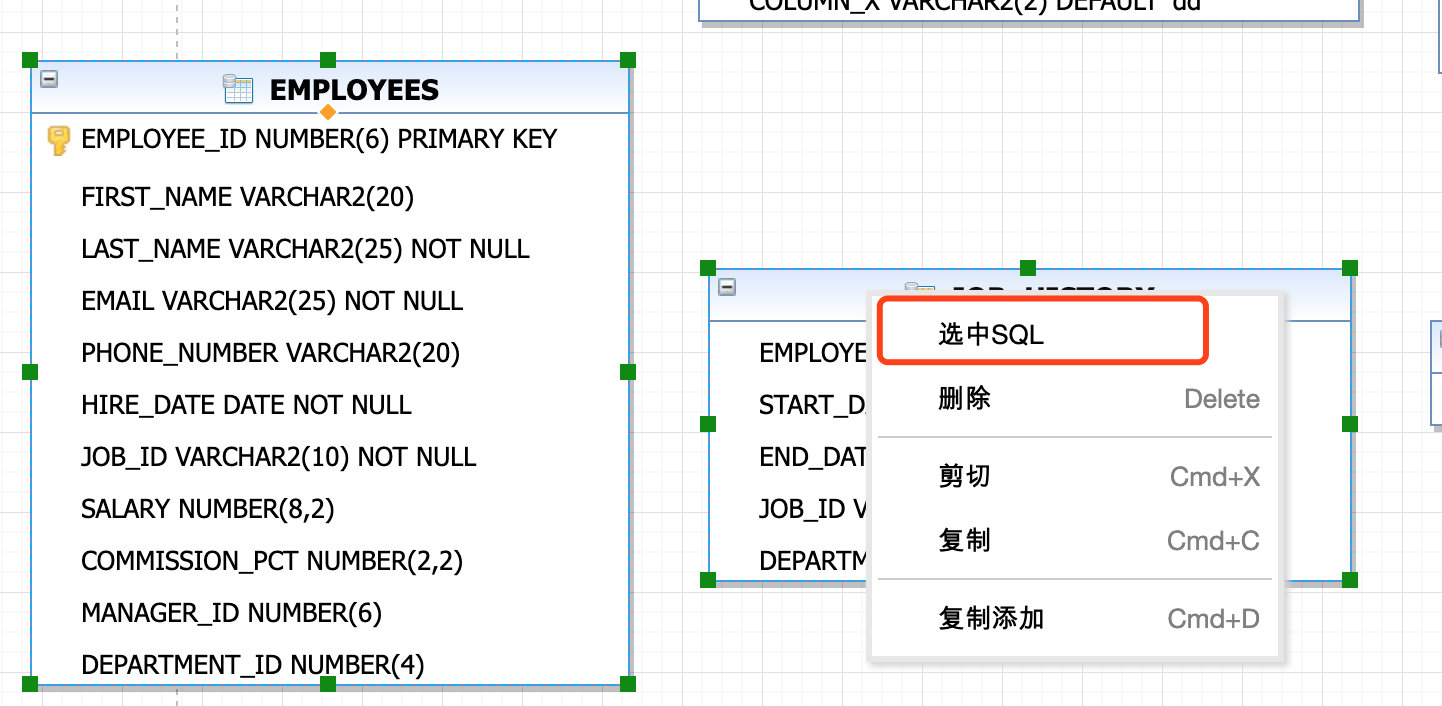 COLUMN_X VARCHAR2(2) DEFAULT 'dd'
EMPLOYEES
EMPLOYEE_ID NUMBER(6) PRIMARY KEY
FIRST_NAME VARCHAR2(20)
LAST_NAME VARCHAR2(25) NOT NULL
EMAIL VARCHAR2(25) NOT NULL
PHONE_NUMBER VARCHAR2(20)
HIRE_DATE DATE NOT NULL
JOB_ID VARCHAR2(10) NOT NULL
SALARY NUMBER(8,2)
COMMISSION_PCT NUMBER(2,2)
MANAGER_ID NUMBER(6)
DEPARTMENT_ID NUMBER(4)
JOB_HISTORY
EMPLOYE
START_D
END_DAT
JOB_ID V
DEPARTM
选中SQL
删除 Delete
剪切 Cmd+X
复制 Cmd+C
复制添加 Cmd+D